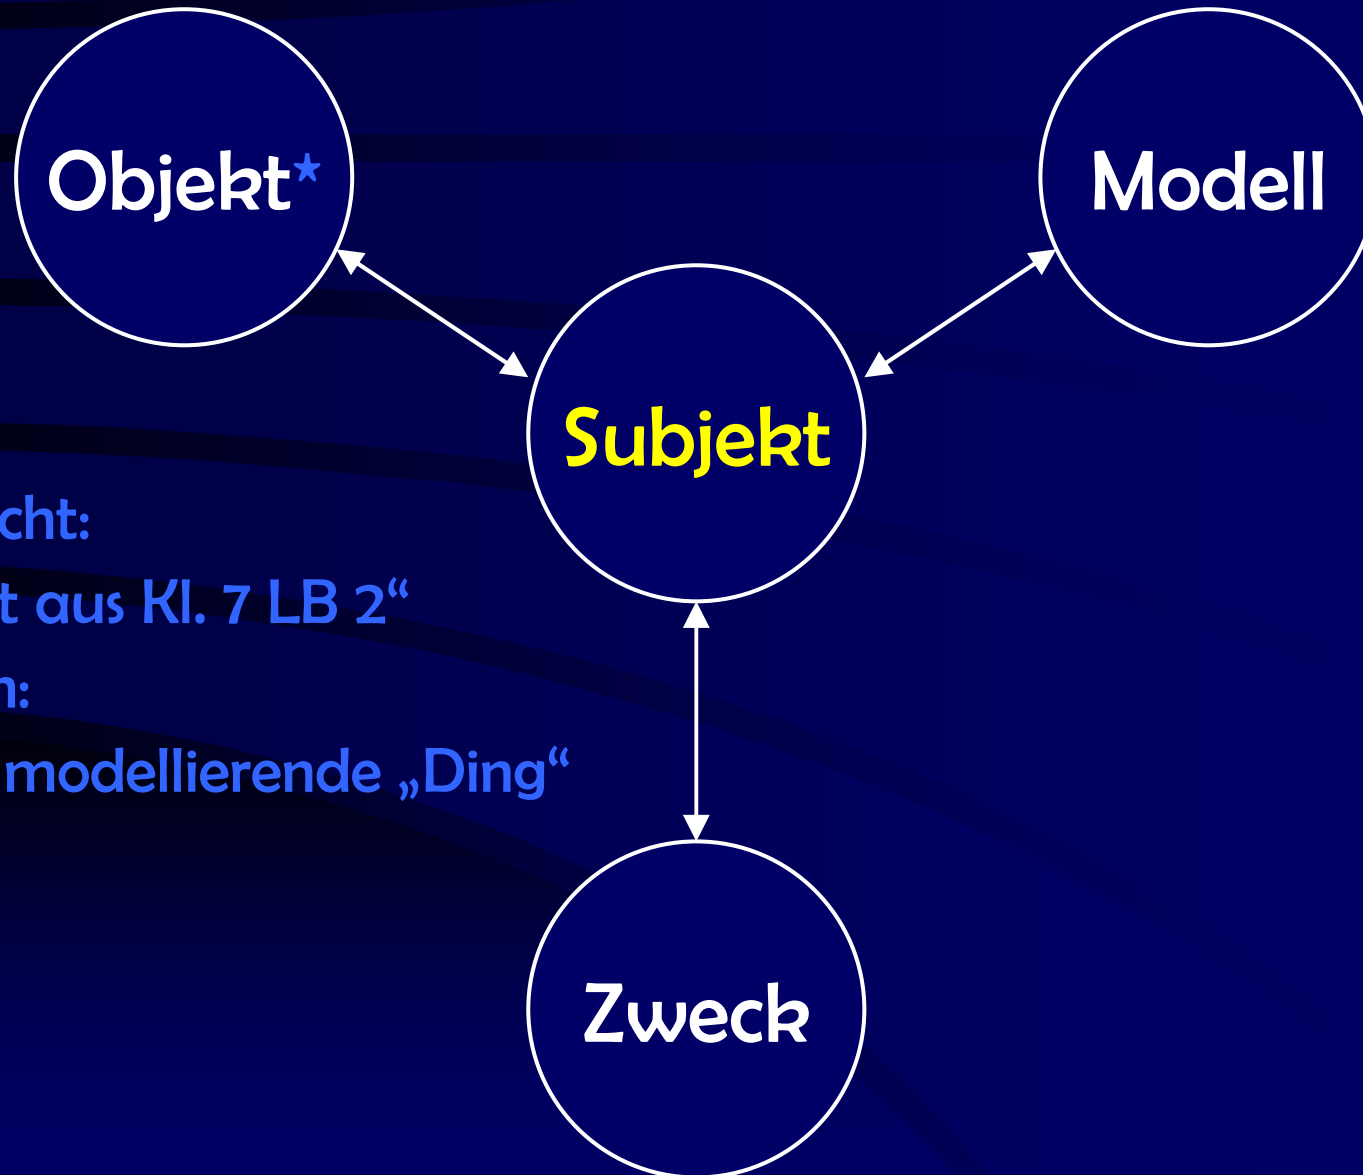 Objekt*
Modell
Subjekt
cht:
t aus Kl. 7 LB 2“
n:
modellierende „Ding“
Zweck